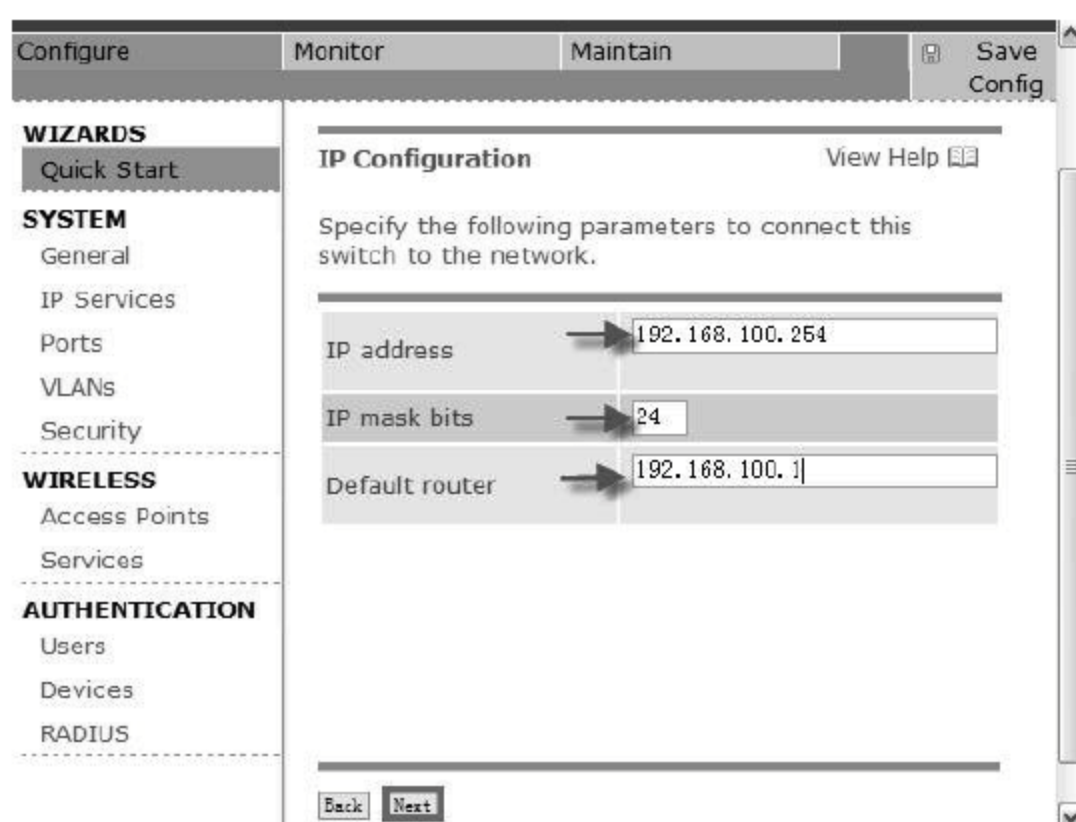 Configure
Monitor
Maintain
Save
Config
WIZARDS
Quick Start
SYSTEM
General
IP Services
Ports
VLANs
Security
WIRELESS
Access Points
Services
AUTHENTICATION
Users
Devices
RADIUS
IP Configuration
View Help
Specify the following parameters to connect this
switch to the network.
IP address
192.168.100.254
IP mask bits
24
Default router
192.168.100.1
Back
Next